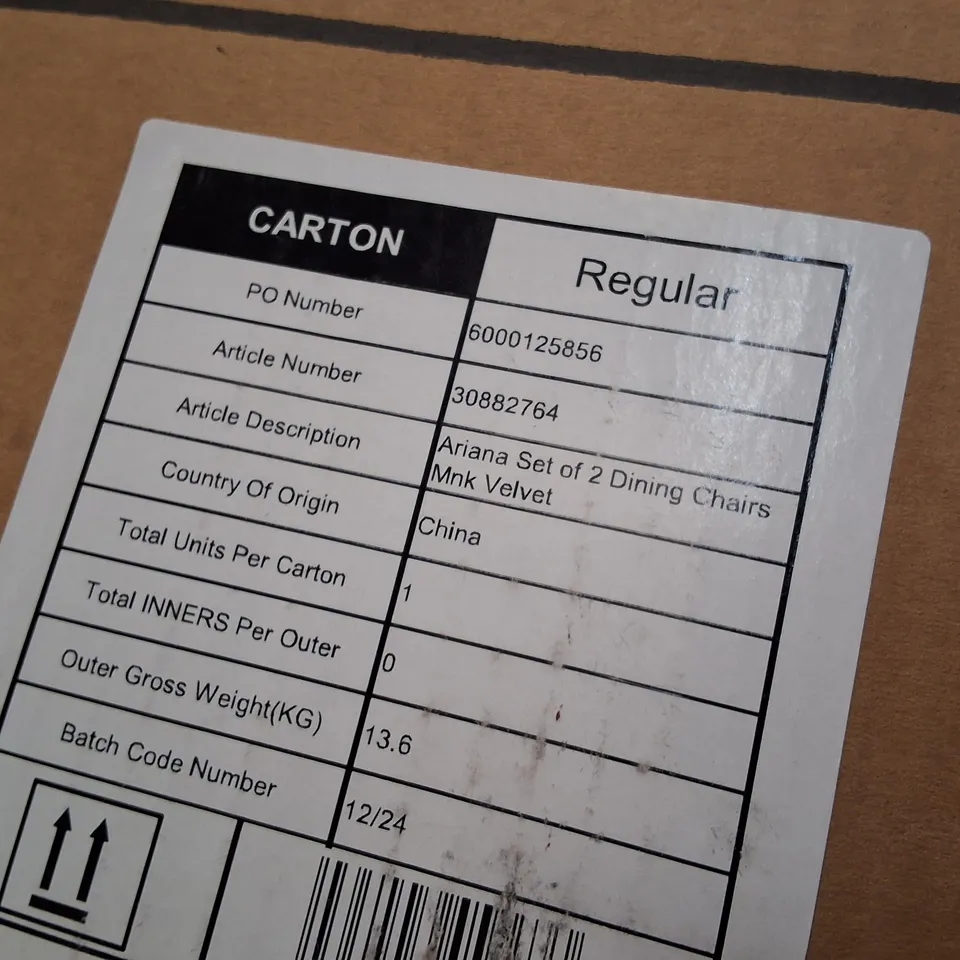 CARTON Regular
PO Number 6000125856
Article Number 30882764
Article Description Ariana Set of 2 Dining Chairs
Mnk Velvet
Country Of Origin China
Total Units Per Carton 1
Total INNERS Per Outer 0
Outer Gross Weight(KG) 13.6
Batch Code Number 12/24